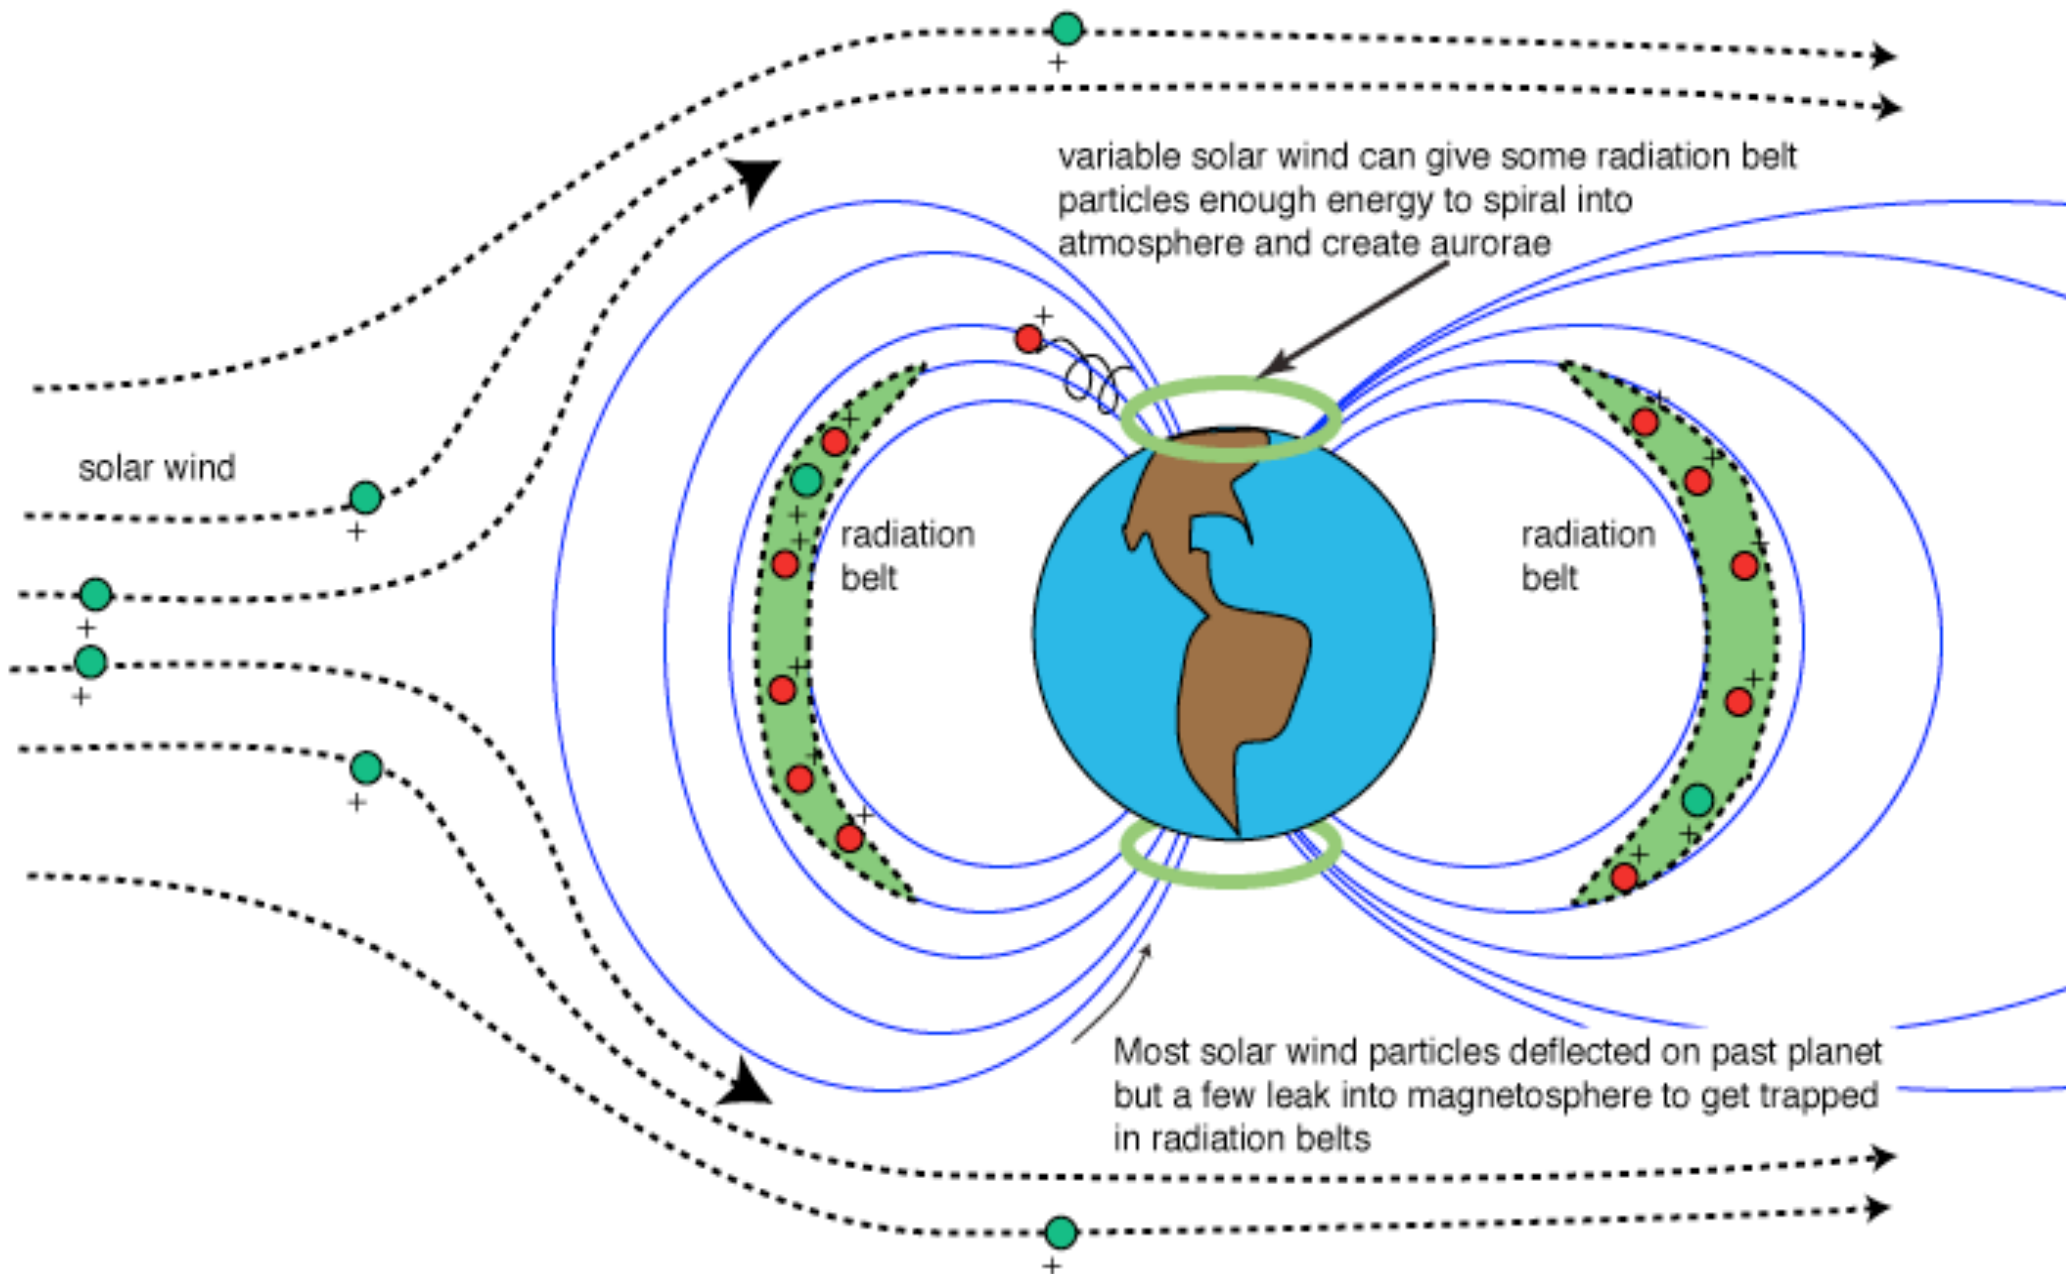 variable solar wind can give some radiation belt
particles enough energy to spiral into
atmosphere and create aurorae
solar wind
radiation
belt
radiation
belt
Most solar wind particles deflected on past planet
but a few leak into magnetosphere to get trapped
in radiation belts